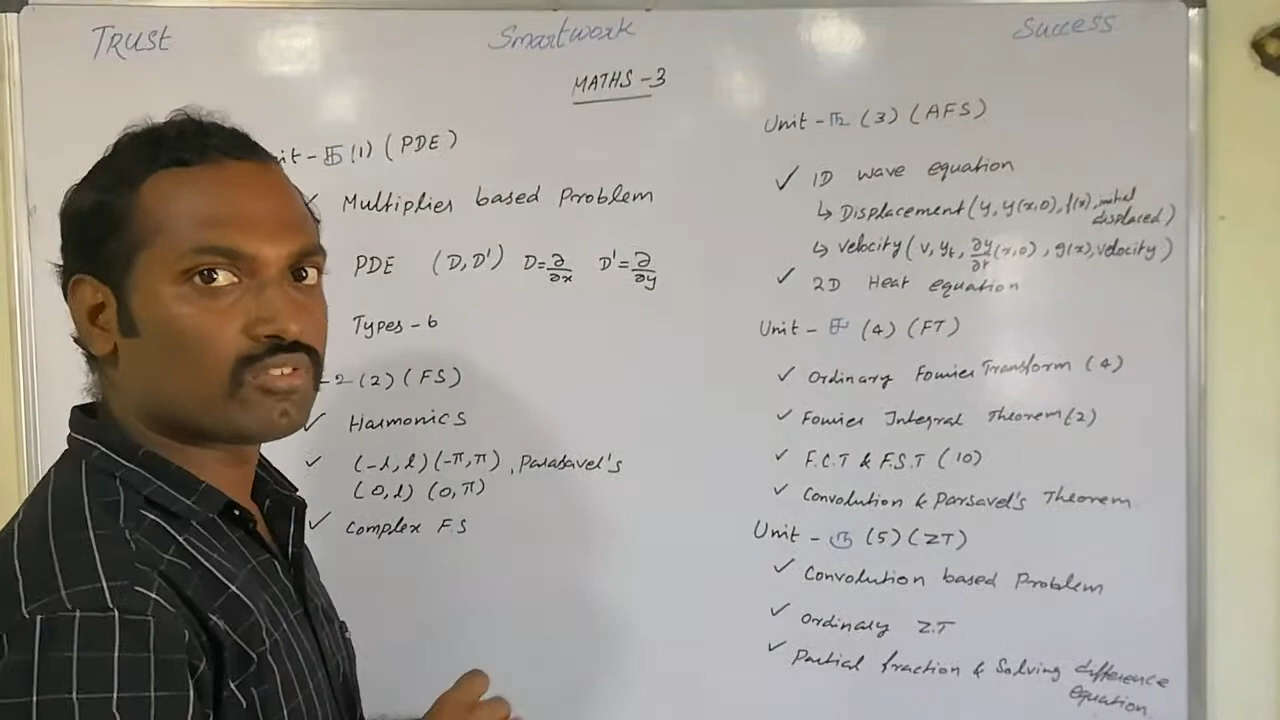 Trust Smartwork Success
MATHS - 3
it - (1) (PDE)
✓ Multiplier based Problem
PDE (D, D') D=∂/∂x D'=∂/∂y
Types - 6
- 2 (2) (FS)
✓ Harmonics
✓ (-l, l) (-π, π), Parasavel's
(0, l) (0, π)
✓ Complex F.S
Unit - (3) (AFS)
✓ 1D wave equation
↳ Displacement (y, y(x,0), f(x), initial
displaced)
↳ velocity (v, yt, ∂y/∂t (x,0), g(x), velocity)
✓ 2D Heat equation
Unit - (4) (FT)
✓ Ordinary Fourier Transform (4)
✓ Fourier Integral Theorem (2)
✓ F.C.T & F.S.T (10)
✓ Convolution & Parsavel's Theorem
Unit - ரு (5) (ZT)
✓ Convolution based Problem
✓ Ordinary Z.T
✓ Partial fraction & Solving difference
equation.